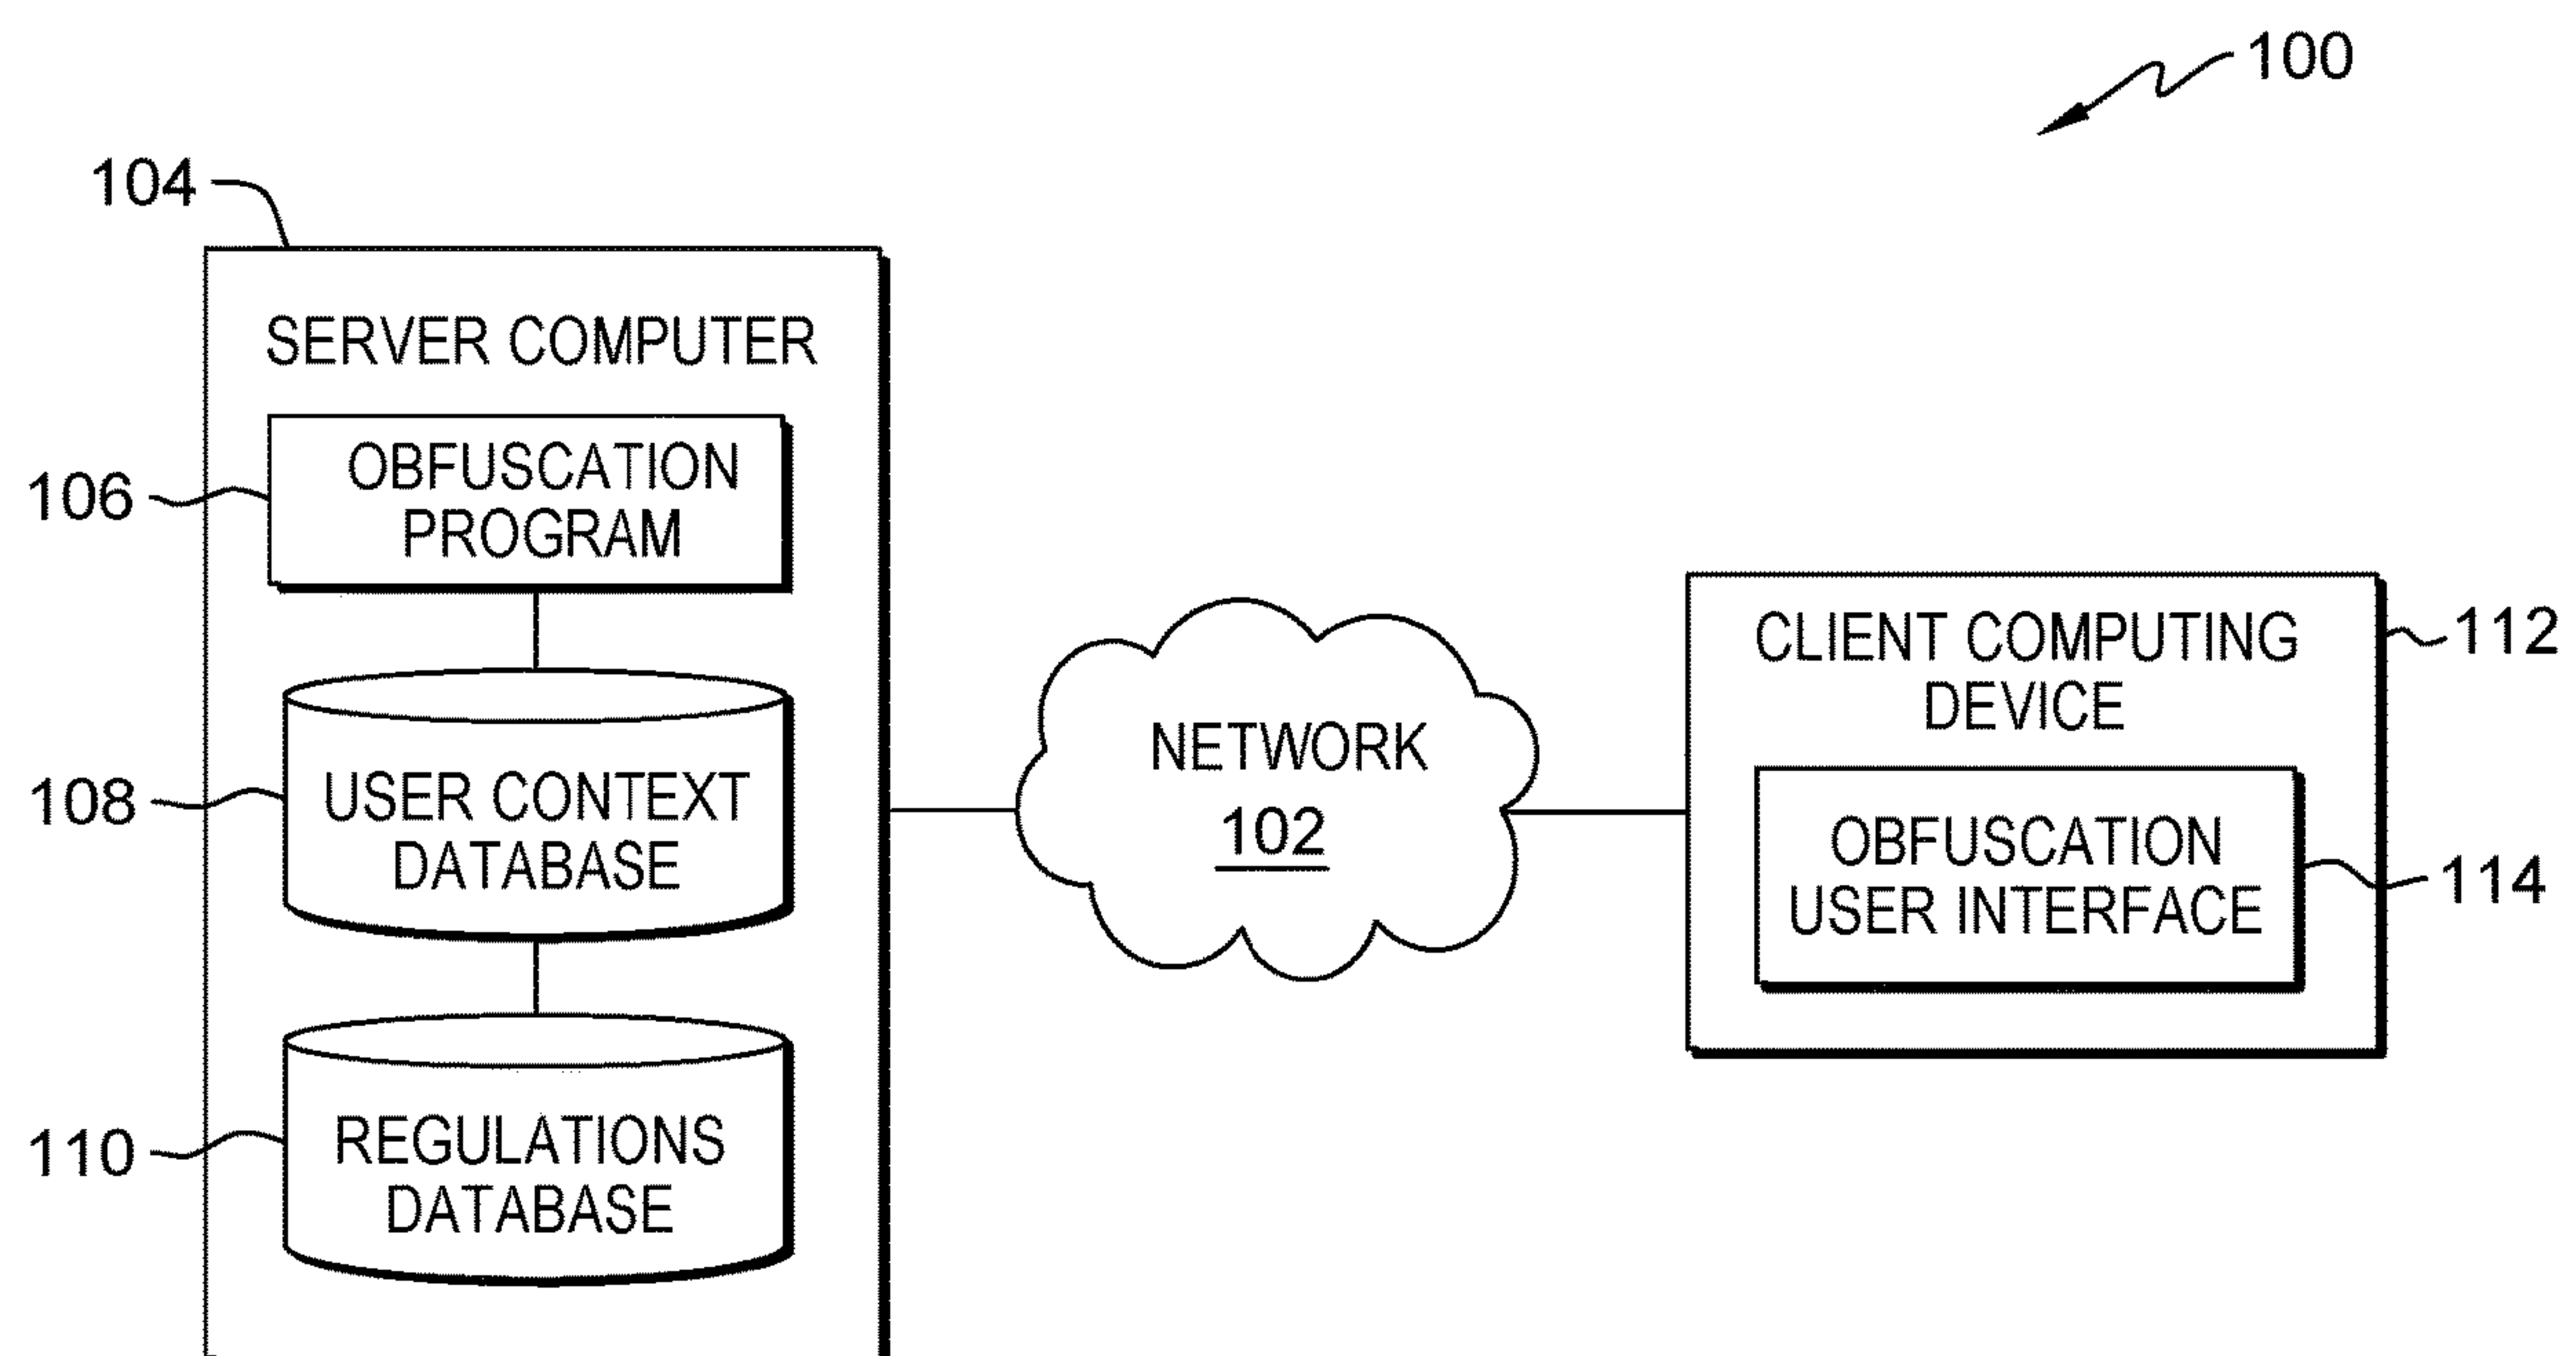 100
104
SERVER COMPUTER
106
OBFUSCATION
PROGRAM
108
USER CONTEXT
DATABASE
110
REGULATIONS
DATABASE
NETWORK
102
CLIENT COMPUTING
DEVICE
112
OBFUSCATION
USER INTERFACE
114